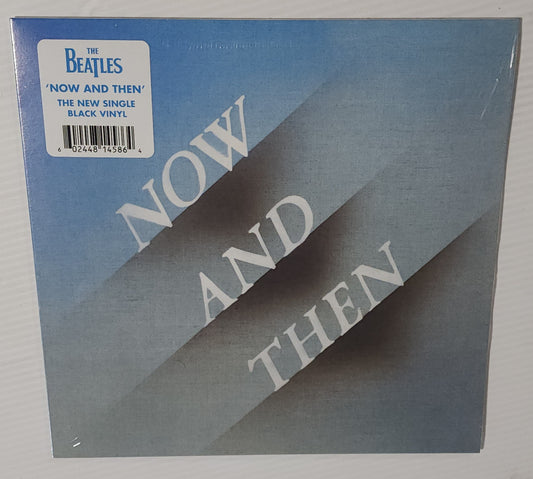 THE
BEATLES
'NOW AND THEN'
THE NEW SINGLE
BLACK VINYL
6 02448 14586 4
NOW
AND
THEN